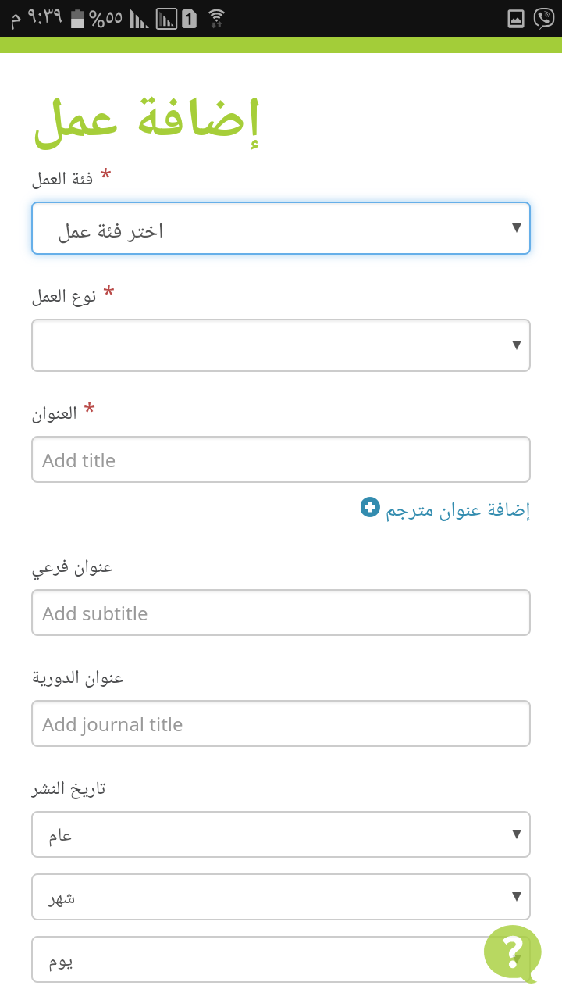 ٩:٣٩ م %٥٥ 1
إضافة عمل
* فئة العمل
اختر فئة عمل
* نوع العمل
* العنوان
Add title
إضافة عنوان مترجم
عنوان فرعي
Add subtitle
عنوان الدورية
Add journal title
تاريخ النشر
عام
شهر
يوم
?